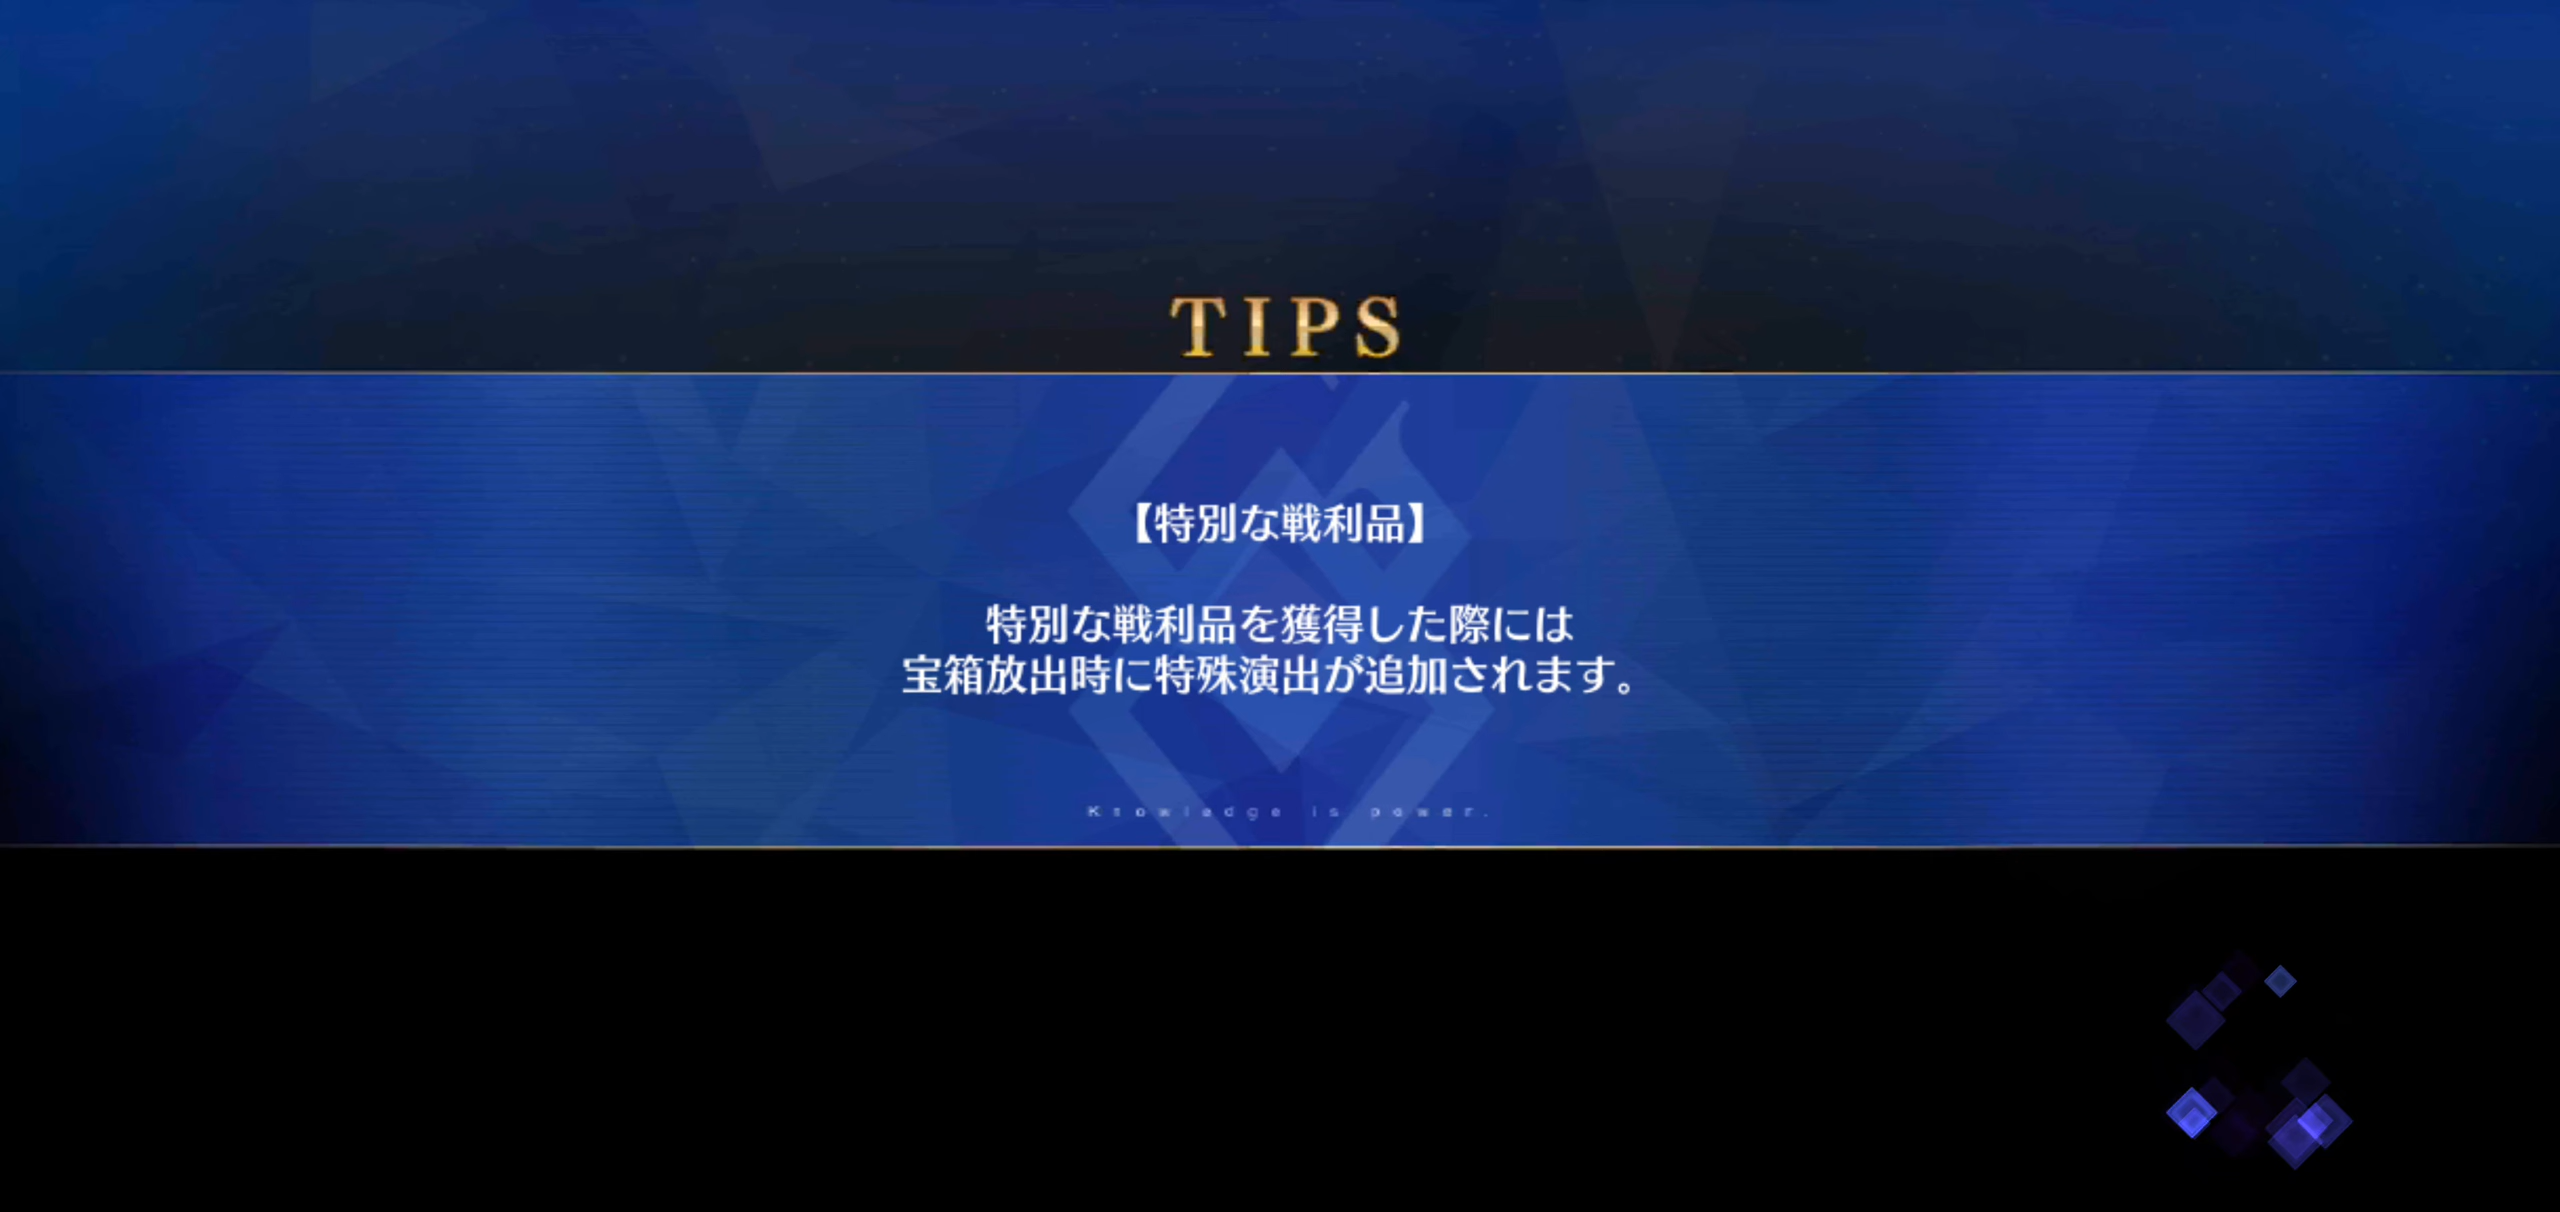 TIPS
【特別な戦利品】
特別な戦利品を獲得した際には
宝箱放出時に特殊演出が追加されます。
Knowledge is power.